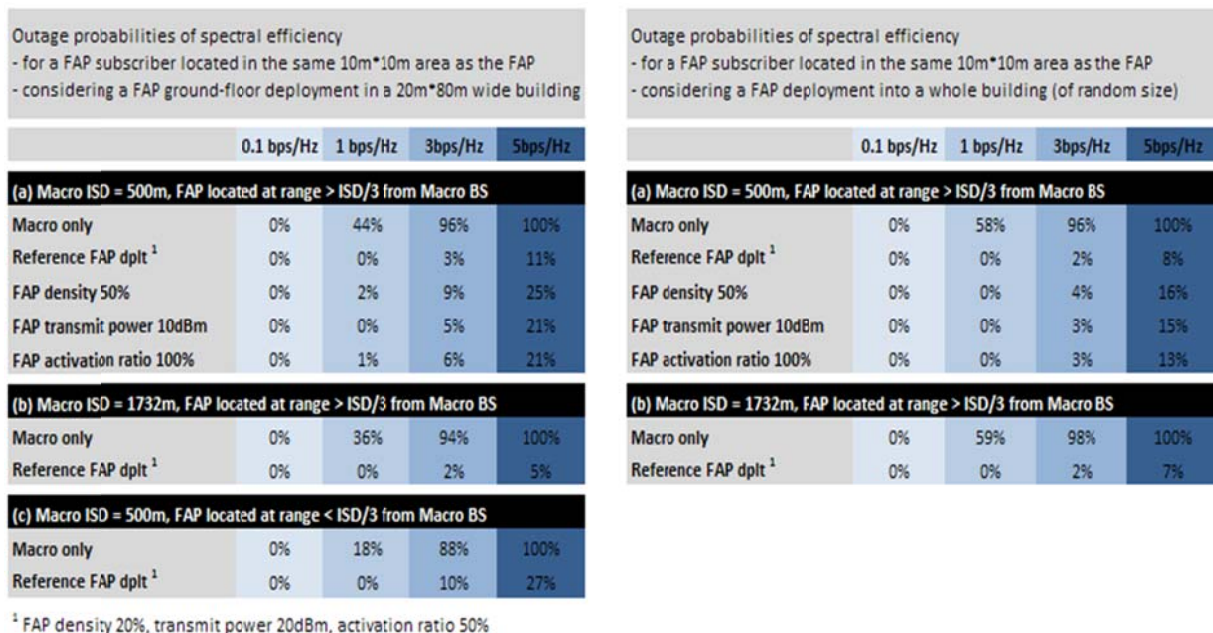 Outage probabilities of spectral efficiency
- for a FAP subscriber located in the same 10m*10m area as the FAP
- considering a FAP ground-floor deployment in a 20m*80m wide building
0.1 bps/Hz 1 bps/Hz 3bps/Hz 5bps/Hz
(a) Macro ISD = 500m, FAP located at range > ISD/3 from Macro BS
Macro only 0% 44% 96% 100%
Reference FAP dplt 1 0% 0% 3% 11%
FAP density 50% 0% 2% 9% 25%
FAP transmit power 10dBm 0% 0% 5% 21%
FAP activation ratio 100% 0% 1% 6% 21%
(b) Macro ISD = 1732m, FAP located at range > ISD/3 from Macro BS
Macro only 0% 36% 94% 100%
Reference FAP dplt 1 0% 0% 2% 5%
(c) Macro ISD = 500m, FAP located at range < ISD/3 from Macro BS
Macro only 0% 18% 88% 100%
Reference FAP dplt 1 0% 0% 10% 27%
1 FAP density 20%, transmit power 20dBm, activation ratio 50%
Outage probabilities of spectral efficiency
- for a FAP subscriber located in the same 10m*10m area as the FAP
- considering a FAP deployment into a whole building (of random size)
0.1 bps/Hz 1 bps/Hz 3bps/Hz 5bps/Hz
(a) Macro ISD = 500m, FAP located at range > ISD/3 from Macro BS
Macro only 0% 58% 96% 100%
Reference FAP dplt 1 0% 0% 2% 8%
FAP density 50% 0% 0% 4% 16%
FAP transmit power 10dBm 0% 0% 3% 15%
FAP activation ratio 100% 0% 0% 3% 13%
(b) Macro ISD = 1732m, FAP located at range > ISD/3 from Macro BS
Macro only 0% 59% 98% 100%
Reference FAP dplt 1 0% 0% 2% 7%